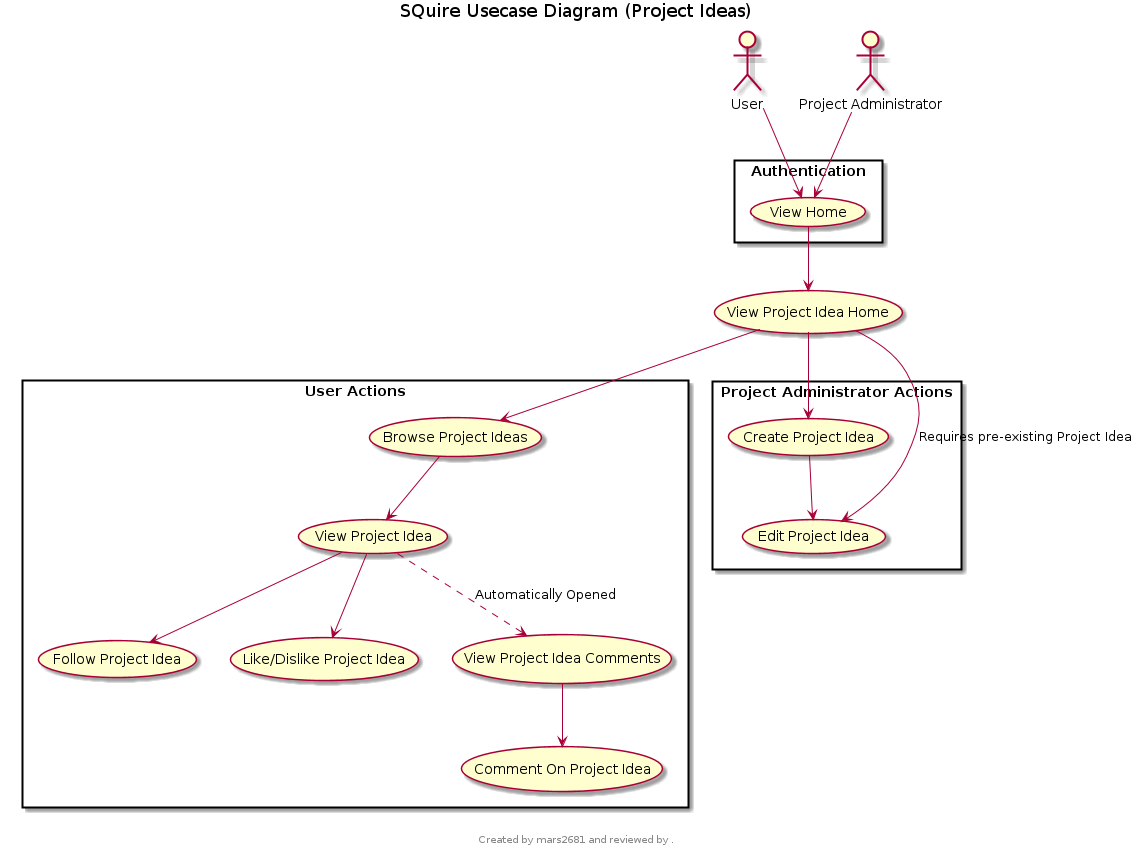 SQuire Usecase Diagram (Project Ideas)
User
Project Administrator
Authentication
View Home
View Project Idea Home
User Actions
Project Administrator Actions
Browse Project Ideas
Create Project Idea
Requires pre-existing Project Idea
View Project Idea
Edit Project Idea
Automatically Opened
Follow Project Idea
Like/Dislike Project Idea
View Project Idea Comments
Comment On Project Idea
Created by mars2681 and reviewed by .